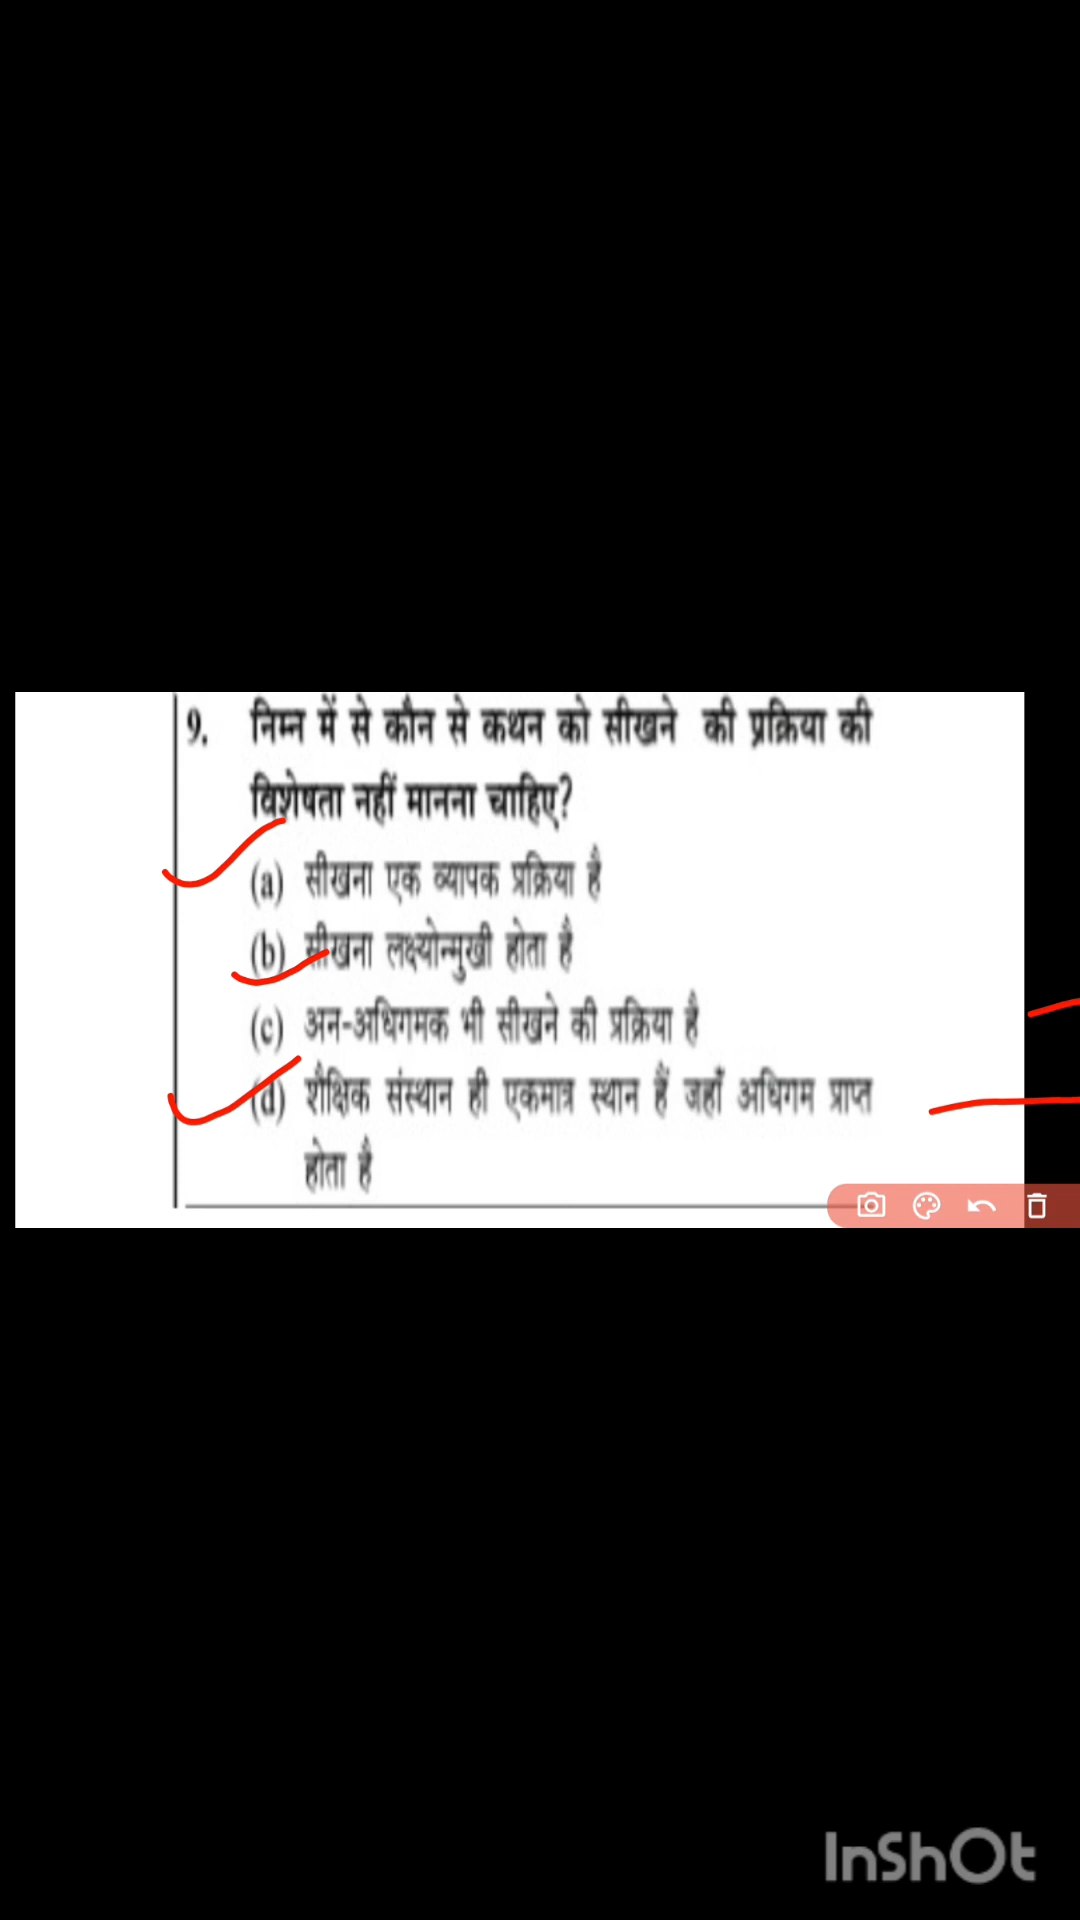 9. निम्न में से कौन से कथन को सीखने की प्रक्रिया की
विशेषता नहीं मानना चाहिए?
(a) सीखना एक व्यापक प्रक्रिया है
(b) सीखना लक्ष्योन्मुखी होता है
(c) अन-अधिगमक भी सीखने की प्रक्रिया है
(d) शैक्षिक संस्थान ही एकमात्र स्थान हैं जहाँ अधिगम प्राप्त
होता है
InShOt